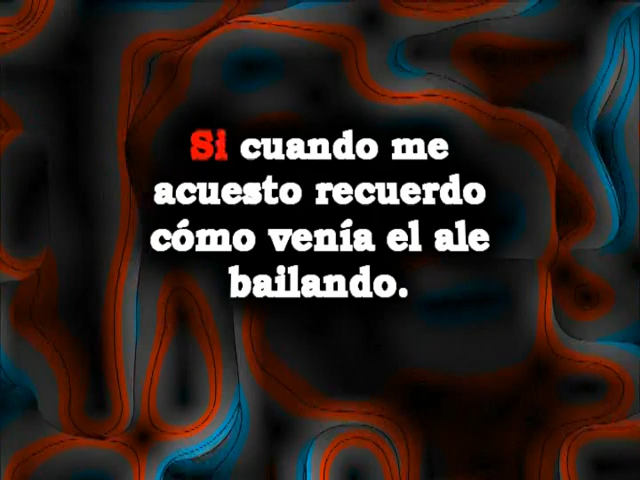 Si cuando me
acuesto recuerdo
cómo venía el ale
bailando.